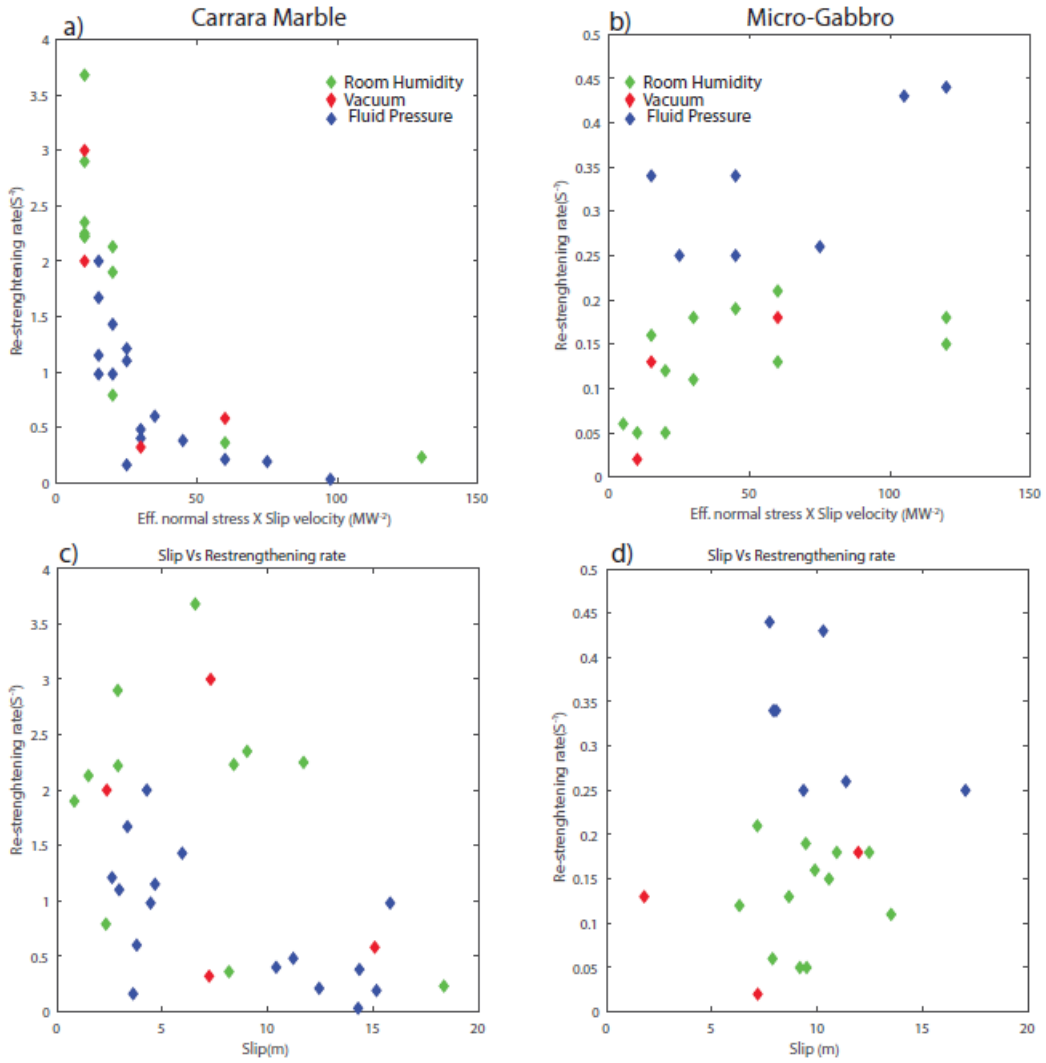 Carrara Marble
Micro-Gabbro
a)
4
3.5
3
2.5
2
1.5
1
0.5
0
Re-strenghtening rate(S⁻¹)
Room Humidity
Vacuum
Fluid Pressure
0 50 100 150
Eff. normal stress X Slip velocity (MW⁻²)
b)
0.5
0.45
0.4
0.35
0.3
0.25
0.2
0.15
0.1
0.05
0
Re-strenghtening rate(S⁻¹)
Room Humidity
Vacuum
Fluid Pressure
0 50 100 150
Eff. normal stress X Slip velocity (MW⁻²)
c)
Slip Vs Restrengthening rate
4
3.5
3
2.5
2
1.5
1
0.5
0
Re-strenghtening rate(S⁻¹)
0 5 10 15 20
Slip(m)
d)
Slip Vs Restrengthening rate
0.5
0.45
0.4
0.35
0.3
0.25
0.2
0.15
0.1
0.05
0
Re-strenghtening rate(S⁻¹)
0 5 10 15 20
Slip (m)